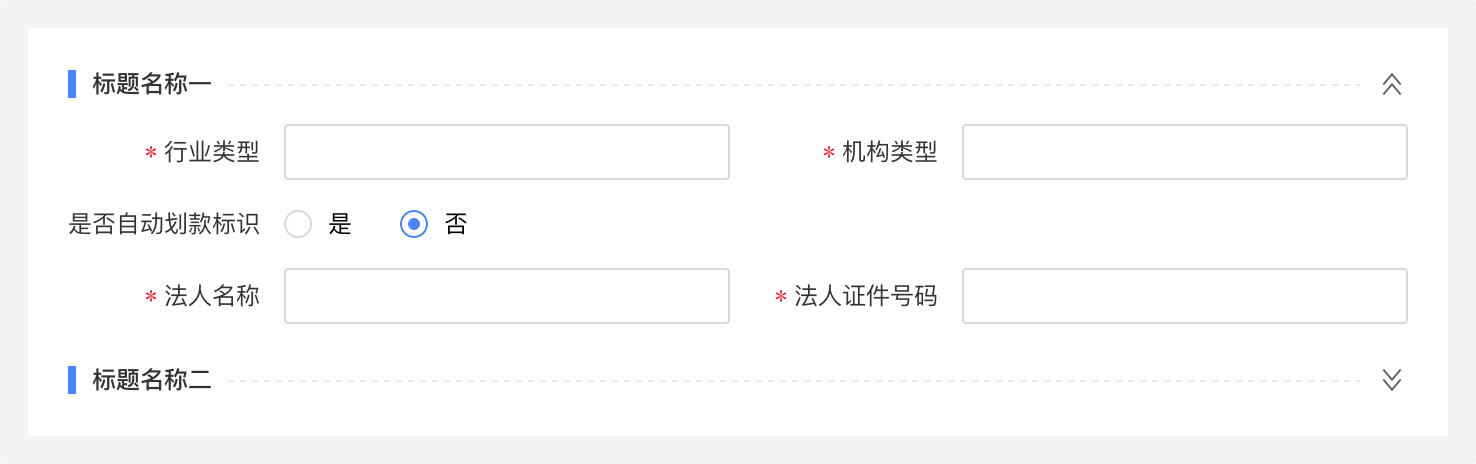 标题名称一
* 行业类型
* 机构类型
是否自动划款标识 是 否
* 法人名称
* 法人证件号码
标题名称二